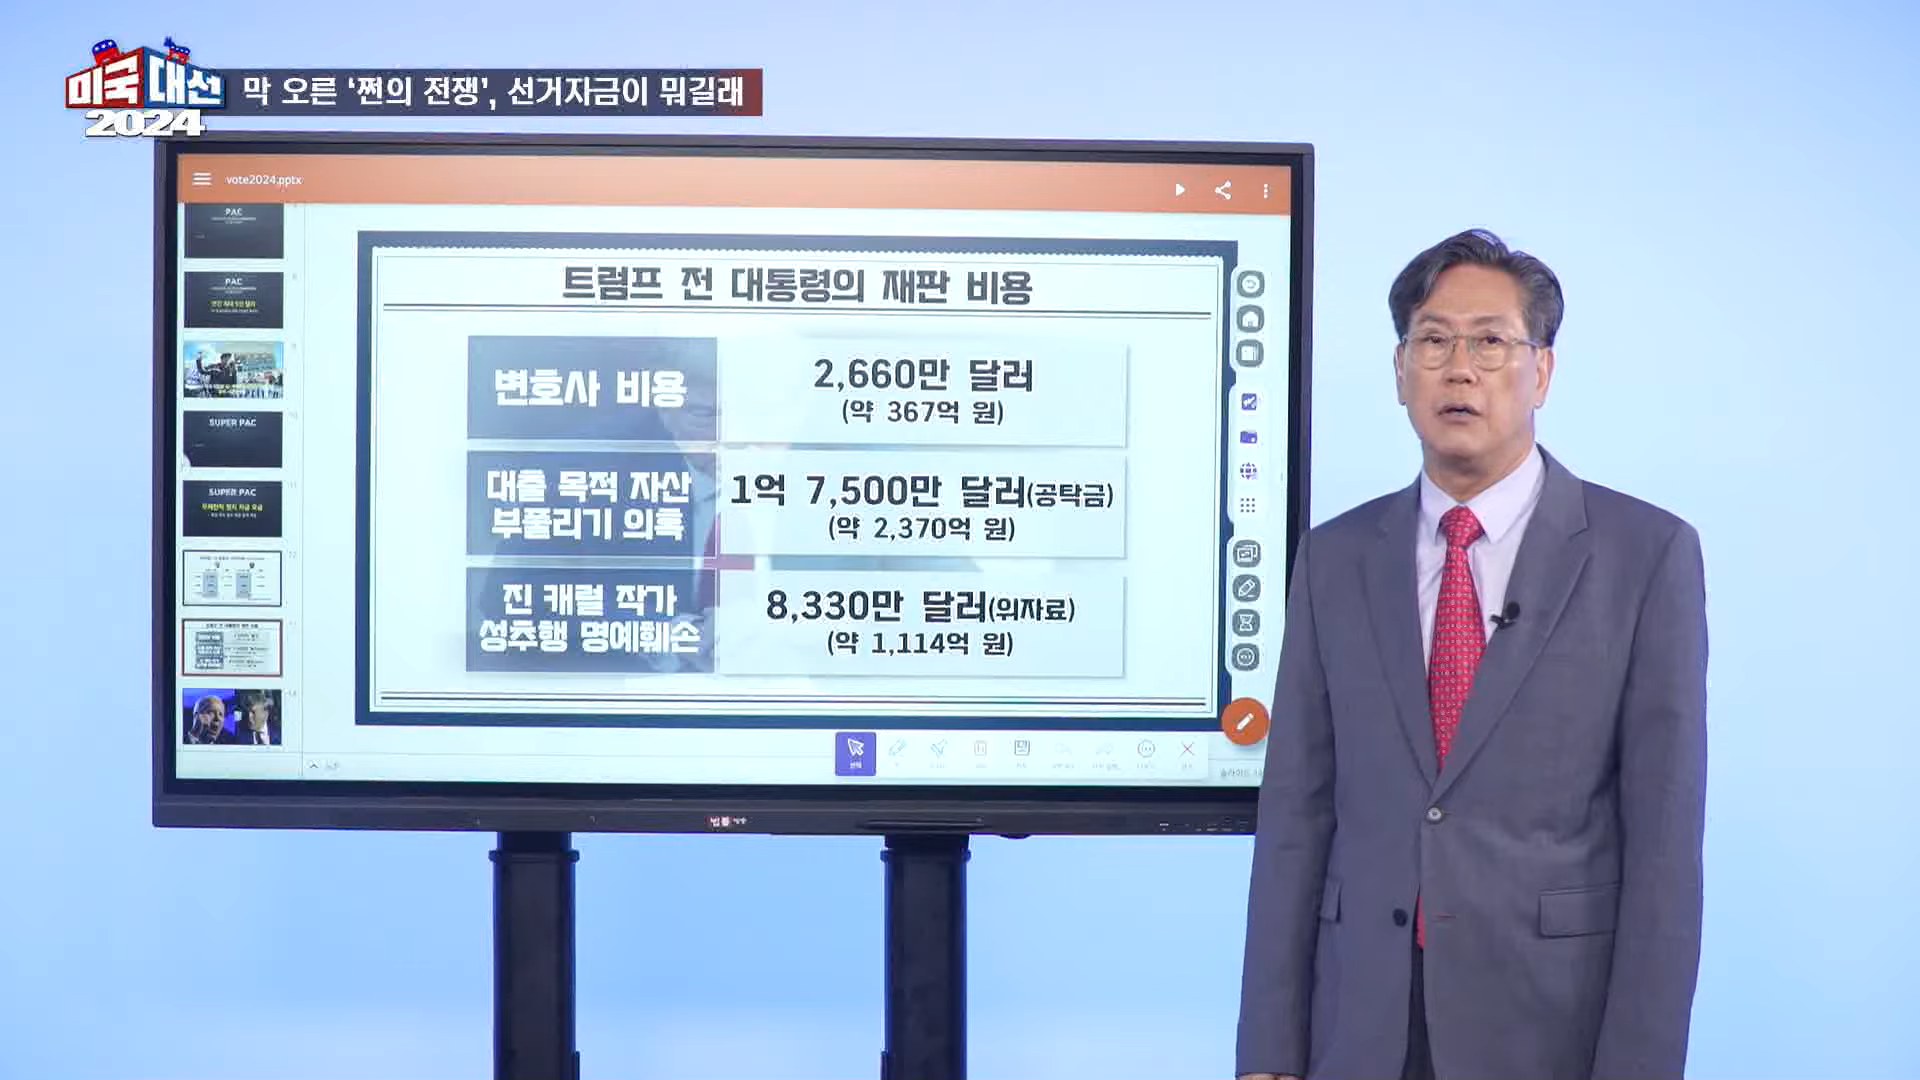 미국 대선
2024
막 오른 '쩐의 전쟁', 선거자금이 뭐길래
vote2024.pptx
PAC
PAC
SUPER PAC
SUPER PAC
트럼프 전 대통령의 재판 비용
변호사 비용
2,660만 달러
(약 367억 원)
대출 목적 자산
부풀리기 의혹
1억 7,500만 달러(공탁금)
(약 2,370억 원)
진 캐럴 작가
성추행 명예훼손
8,330만 달러(위자료)
(약 1,114억 원)